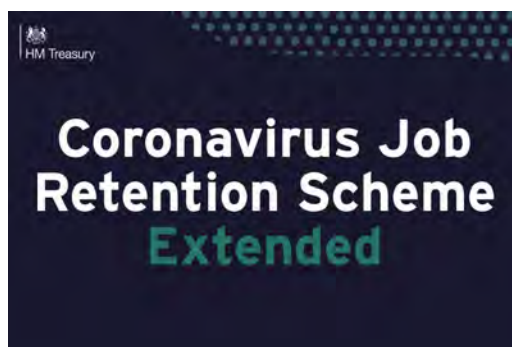 HM Treasury
Coronavirus Job
Retention Scheme
Extended